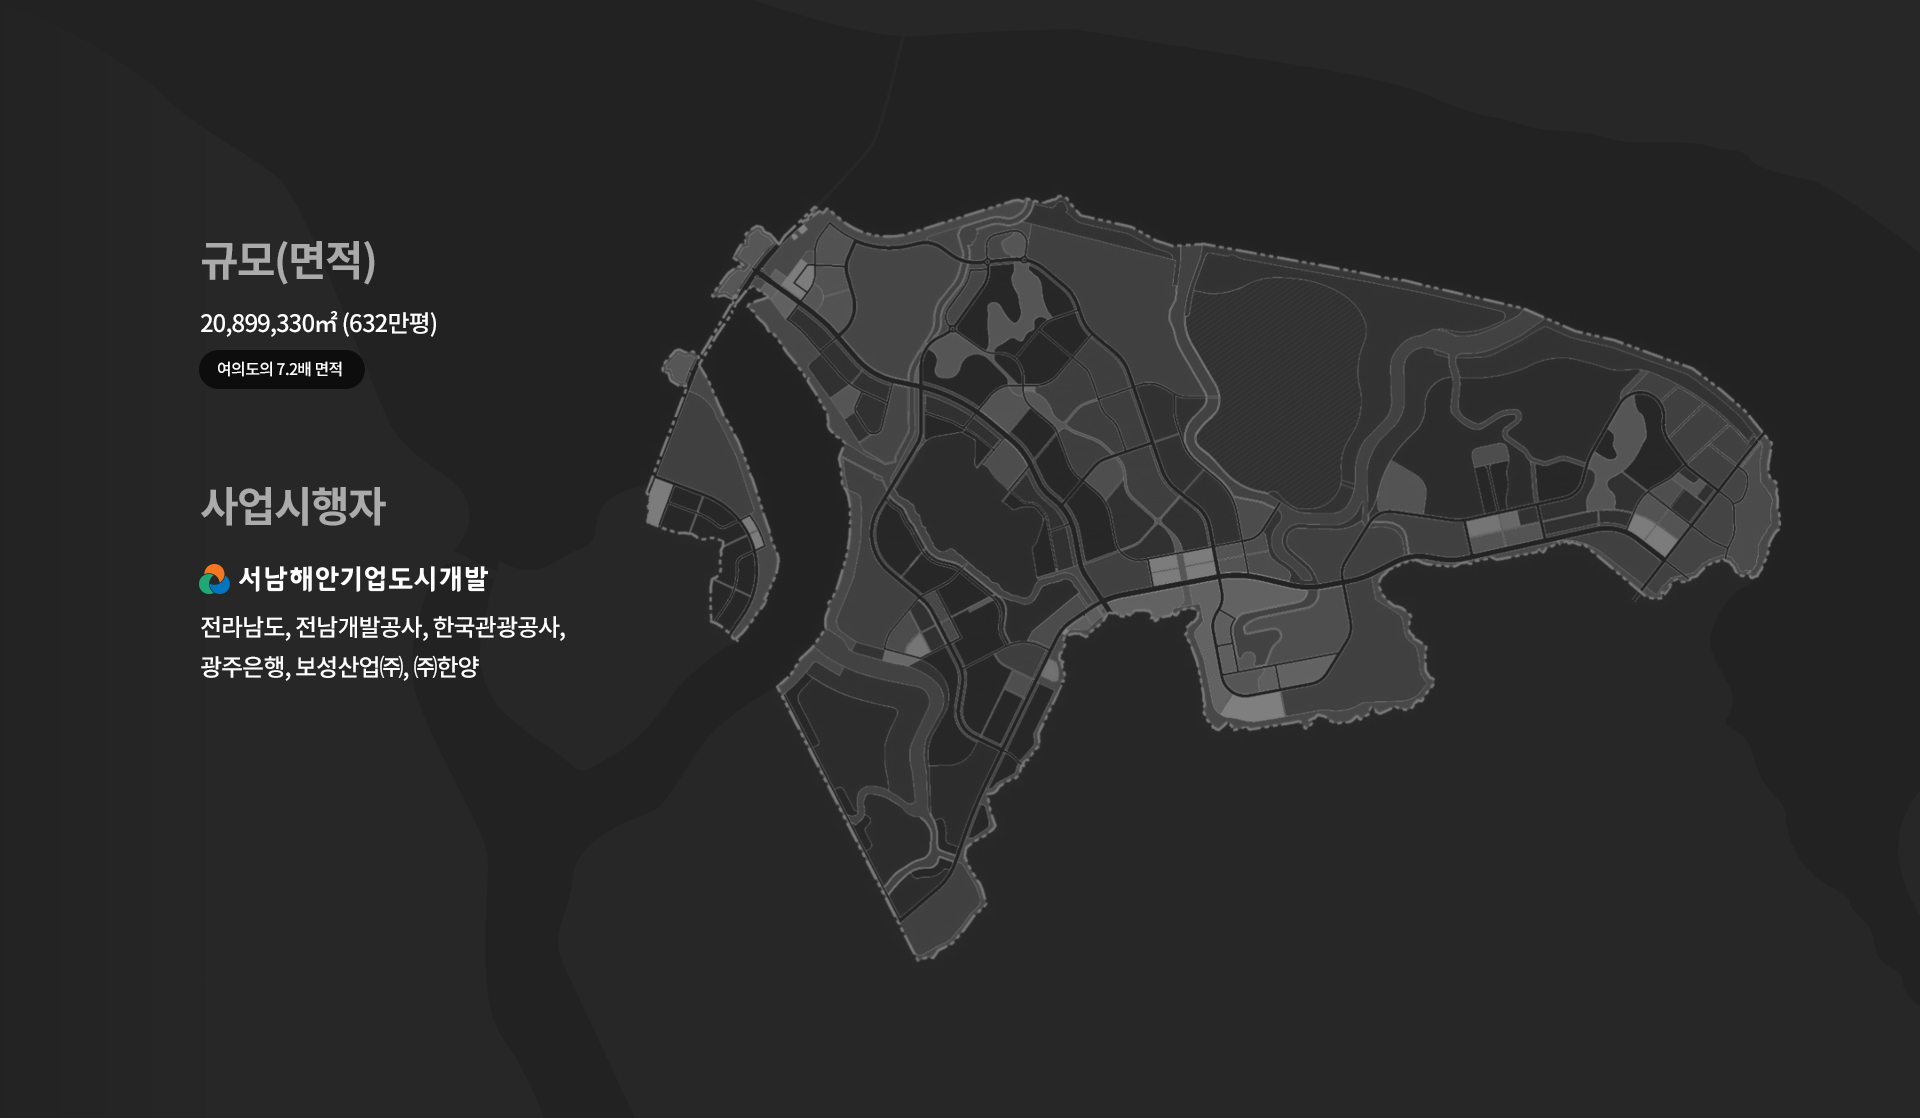 규모(면적)
20,899,330㎡ (632만평)
여의도의 7.2배 면적
사업시행자
서남해안기업도시개발
전라남도, 전남개발공사, 한국관광공사,
광주은행, 보성산업㈜, ㈜한양